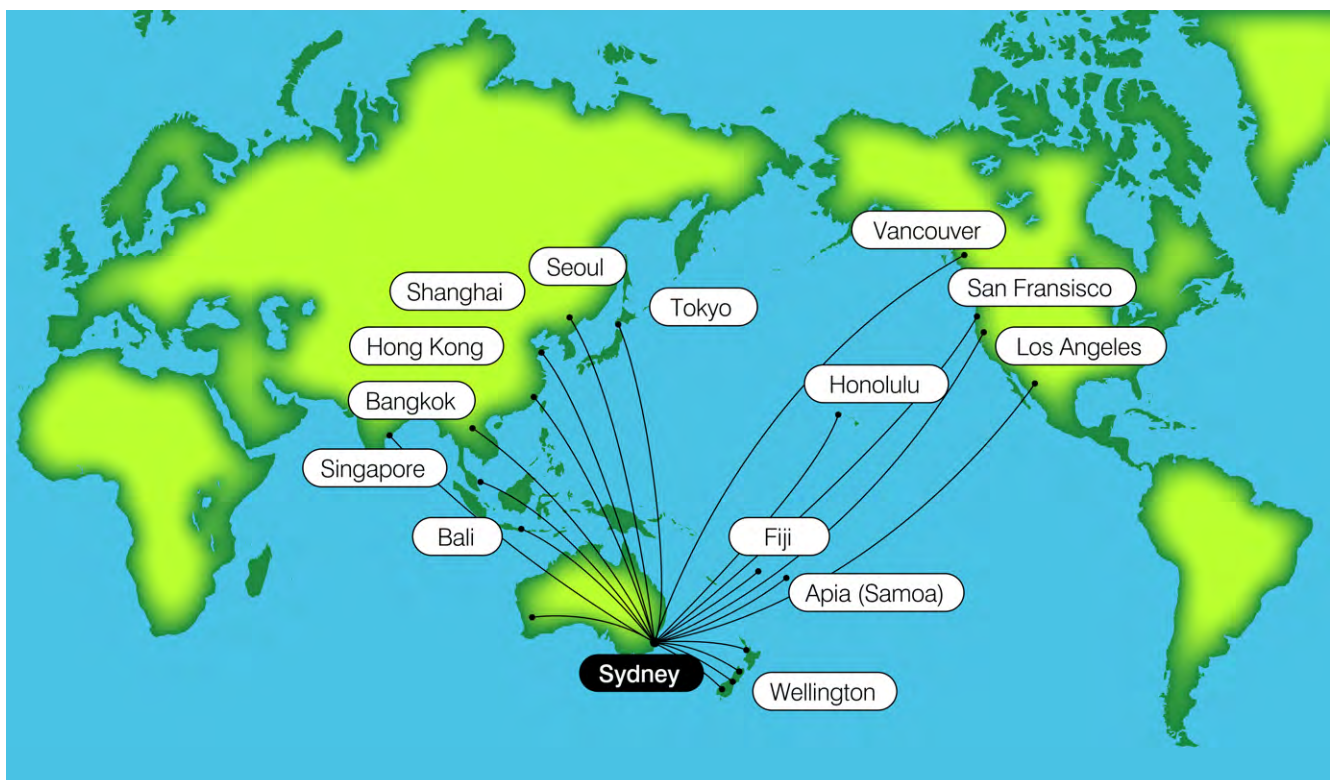 Vancouver
Seoul
Shanghai
San Fransisco
Tokyo
Hong Kong
Los Angeles
Honolulu
Bangkok
Singapore
Bali
Fiji
Apia (Samoa)
Sydney
Wellington